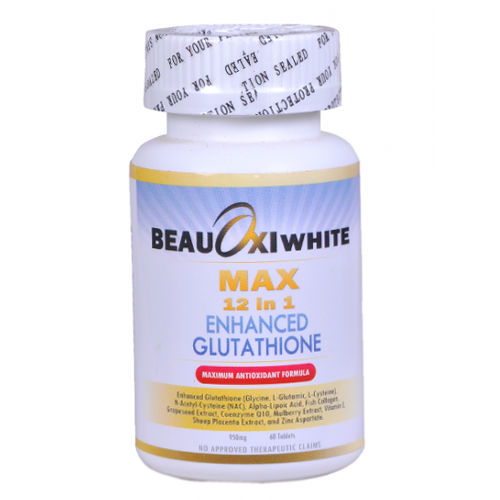 FOR YOUR
SEALED FOR YOUR PROTECTION
BEAUOXIWHITE
MAX
12 in 1
ENHANCED
GLUTATHIONE
MAXIMUM ANTIOXIDANT FORMULA
Enhanced Glutathione (Glycine, L-Glutamic, L-Cysteine),
N-Acetyl-Cysteine (NAC), Alpha-Lipoic Acid, Fish Collagen,
Grapeseed Extract, Coenzyme Q10, Mulberry Extract, Vitamin
Sheep Placenta Extract, and Zinc Aspartate.
950mg 60 Tablets
NO APPROVED THERAPEUTIC CLAIMS